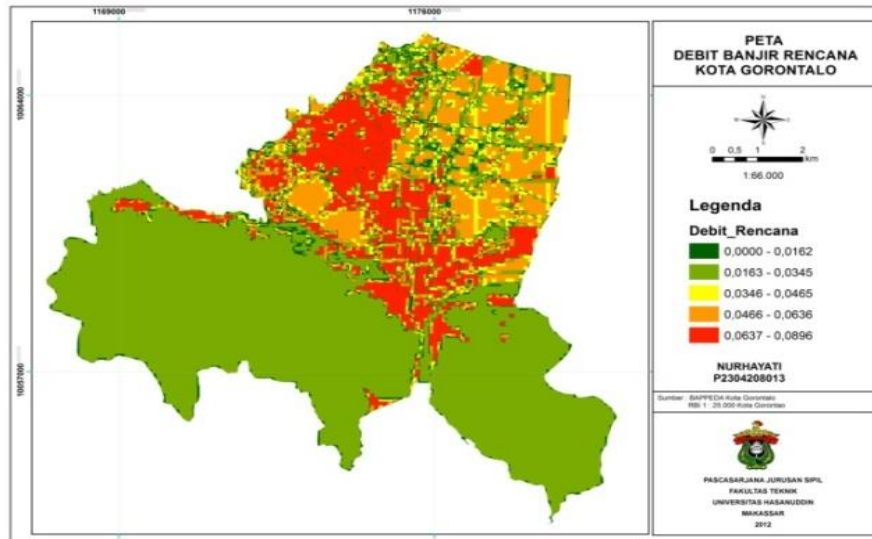 1169000
1176000
10064000
10057000
PETA
DEBIT BANJIR RENCANA
KOTA GORONTALO
0 0,5 1 2
km
1:66.000
Legenda
Debit_Rencana
0,0000 - 0,0162
0,0163 - 0,0345
0,0346 - 0,0465
0,0466 - 0,0636
0,0637 - 0,0896
NURHAYATI
P2304208013
Sumber : BAPPEDA Kota Gorontalo
RBI 1 : 25.000 Kota Gorontalo
PASCASARJANA JURUSAN SIPIL
FAKULTAS TEKNIK
UNIVERSITAS HASANUDDIN
MAKASSAR
2012